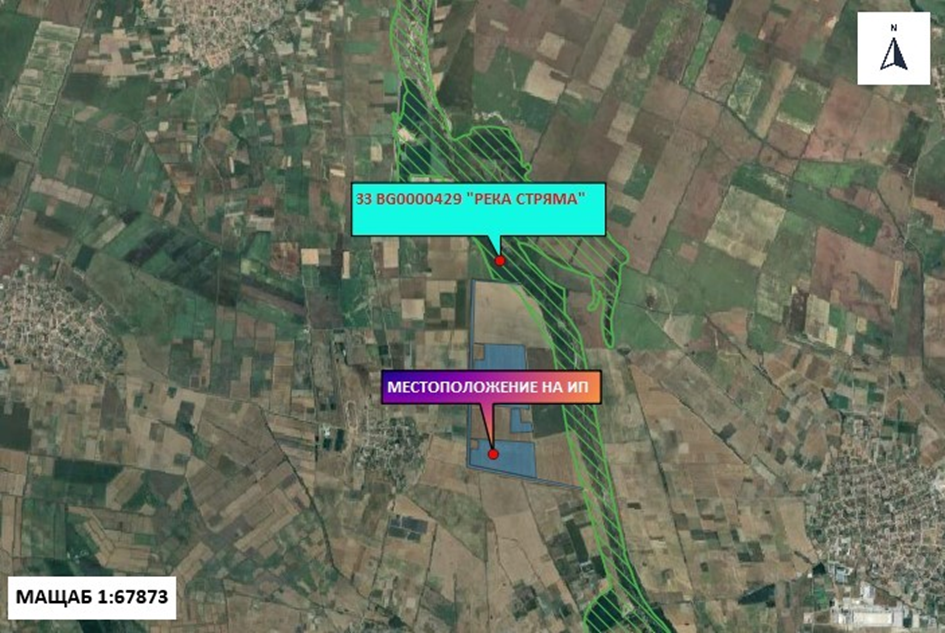 N
33 BG0000429 "РЕКА СТРЯМА"
МЕСТОПОЛОЖЕНИЕ НА ИП
МАЩАБ 1:67873